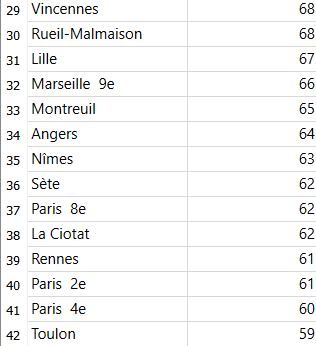 29 Vincennes 68
30 Rueil-Malmaison 68
31 Lille 67
32 Marseille  9e 66
33 Montreuil 65
34 Angers 64
35 Nîmes 63
36 Sète 62
37 Paris  8e 62
38 La Ciotat 62
39 Rennes 61
40 Paris  2e 61
41 Paris  4e 60
42 Toulon 59